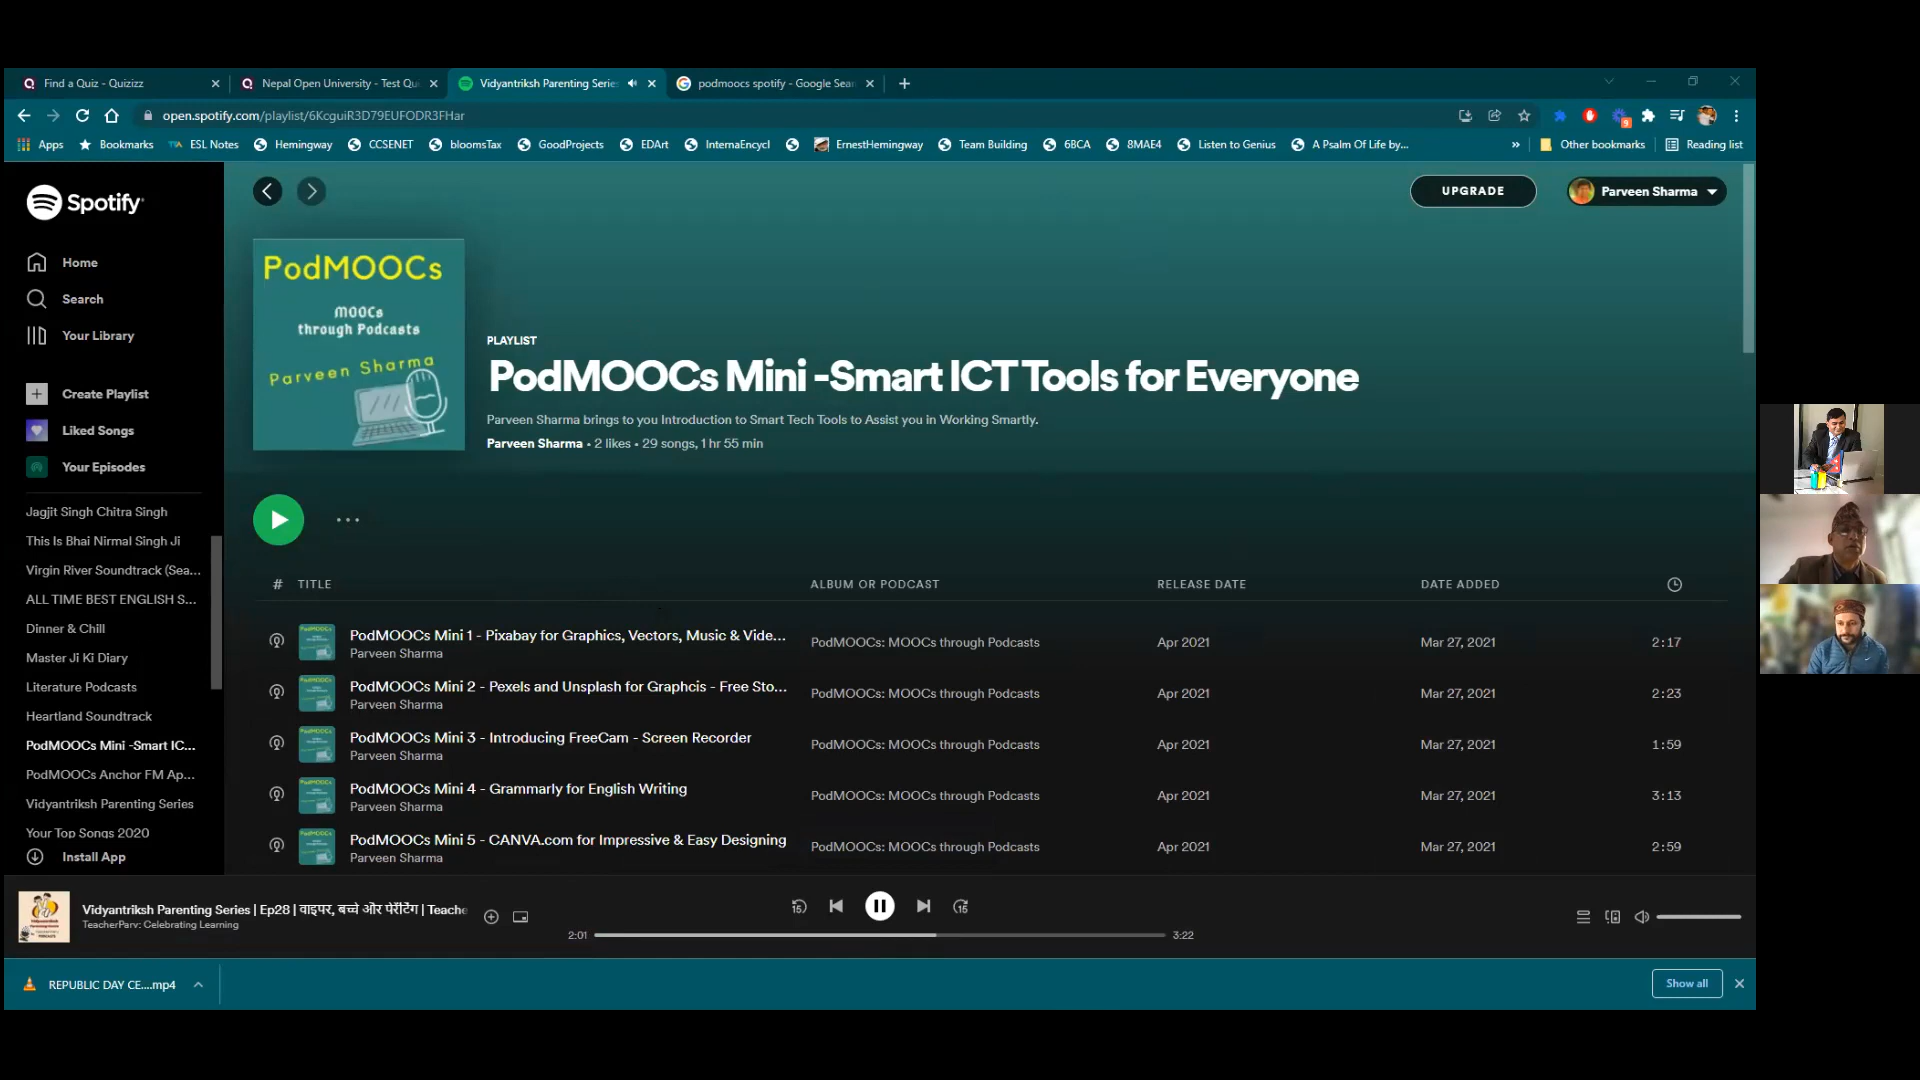 Find a Quiz - Quizizz
Nepal Open University - Test Qu
Vidyantriksh Parenting Serie
podmoocs spotify - Google Sear
open.spotify.com/playlist/6KcguiR3D79EUFODR3FHar
Apps
Bookmarks
ESL Notes
Hemingway
CCSENET
bloomsTax
GoodProjects
EDArt
InternaEncycl
ErnestHemingway
Team Building
6BCA
8MAE4
Listen to Genius
A Psalm Of Life by...
Other bookmarks
Reading list
Spotify
Home
Search
Your Library
Create Playlist
Liked Songs
Your Episodes
Jagjit Singh Chitra Singh
This Is Bhai Nirmal Singh Ji
Virgin River Soundtrack (Sea...
ALL TIME BEST ENGLISH S...
Dinner & Chill
Master Ji Ki Diary
Literature Podcasts
Heartland Soundtrack
PodMOOCs Mini -Smart IC...
PodMOOCs Anchor FM Ap...
Vidyantriksh Parenting Series
Your Top Songs 2020
Install App
UPGRADE
Parveen Sharma
PodMOOCs
MOOCs
through Podcasts
Parveen Sharma
PLAYLIST
PodMOOCs Mini -Smart ICT Tools for Everyone
Parveen Sharma brings to you Introduction to Smart Tech Tools to Assist you in Working Smartly.
Parveen Sharma • 2 likes • 29 songs, 1 hr 55 min
# TITLE ALBUM OR PODCAST RELEASE DATE DATE ADDED
PodMOOCs Mini 1 - Pixabay for Graphics, Vectors, Music & Vide...
Parveen Sharma
PodMOOCs: MOOCs through Podcasts Apr 2021 Mar 27, 2021 2:17
PodMOOCs Mini 2 - Pexels and Unsplash for Graphcis - Free Sto...
Parveen Sharma
PodMOOCs: MOOCs through Podcasts Apr 2021 Mar 27, 2021 2:23
PodMOOCs Mini 3 - Introducing FreeCam - Screen Recorder
Parveen Sharma
PodMOOCs: MOOCs through Podcasts Apr 2021 Mar 27, 2021 1:59
PodMOOCs Mini 4 - Grammarly for English Writing
Parveen Sharma
PodMOOCs: MOOCs through Podcasts Apr 2021 Mar 27, 2021 3:13
PodMOOCs Mini 5 - CANVA.com for Impressive & Easy Designing
Parveen Sharma
PodMOOCs: MOOCs through Podcasts Apr 2021 Mar 27, 2021 2:59
Vidyantriksh Parenting Series | Ep28 | वाइपर, बच्चे और पेरेंटिंग | Teache
TeacherParv: Celebrating Learning
15
15
2:01
3:22
REPUBLIC DAY CE....mp4
Show all